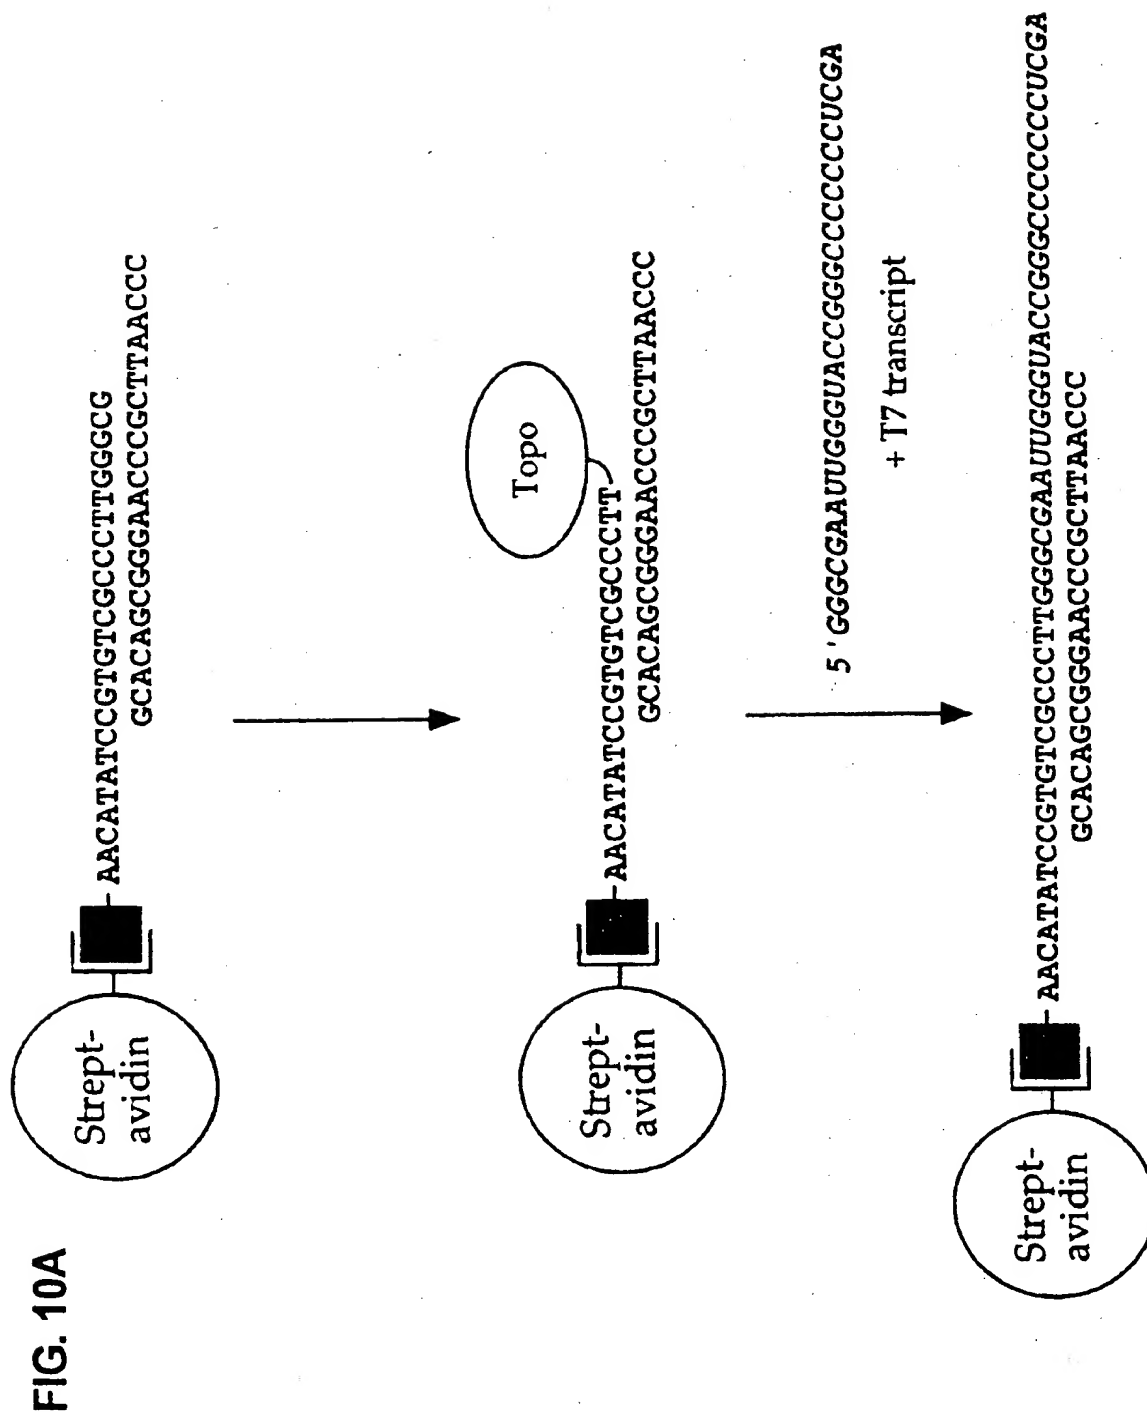 FIG. 10A
Strept-
avidin
AACATATCCGTGTCGCCCTTGGGCG
GCACAGCGGGAACCCGCTTAACCC
Topo
Strept-
avidin
AACATATCCGTGTCGCCCTT
GCACAGCGGGAACCCGCTTAACCC
5 'GGGCGAAUUGGGUACCGGGCCCCCCCUCGA
+ T7 transcript
Strept-
avidin
AACATATCCGTGTCGCCCTTGGGCGAAUUGGGUACCGGGCCCCCCCUCGA
GCACAGCGGGAACCCGCTTAACCC